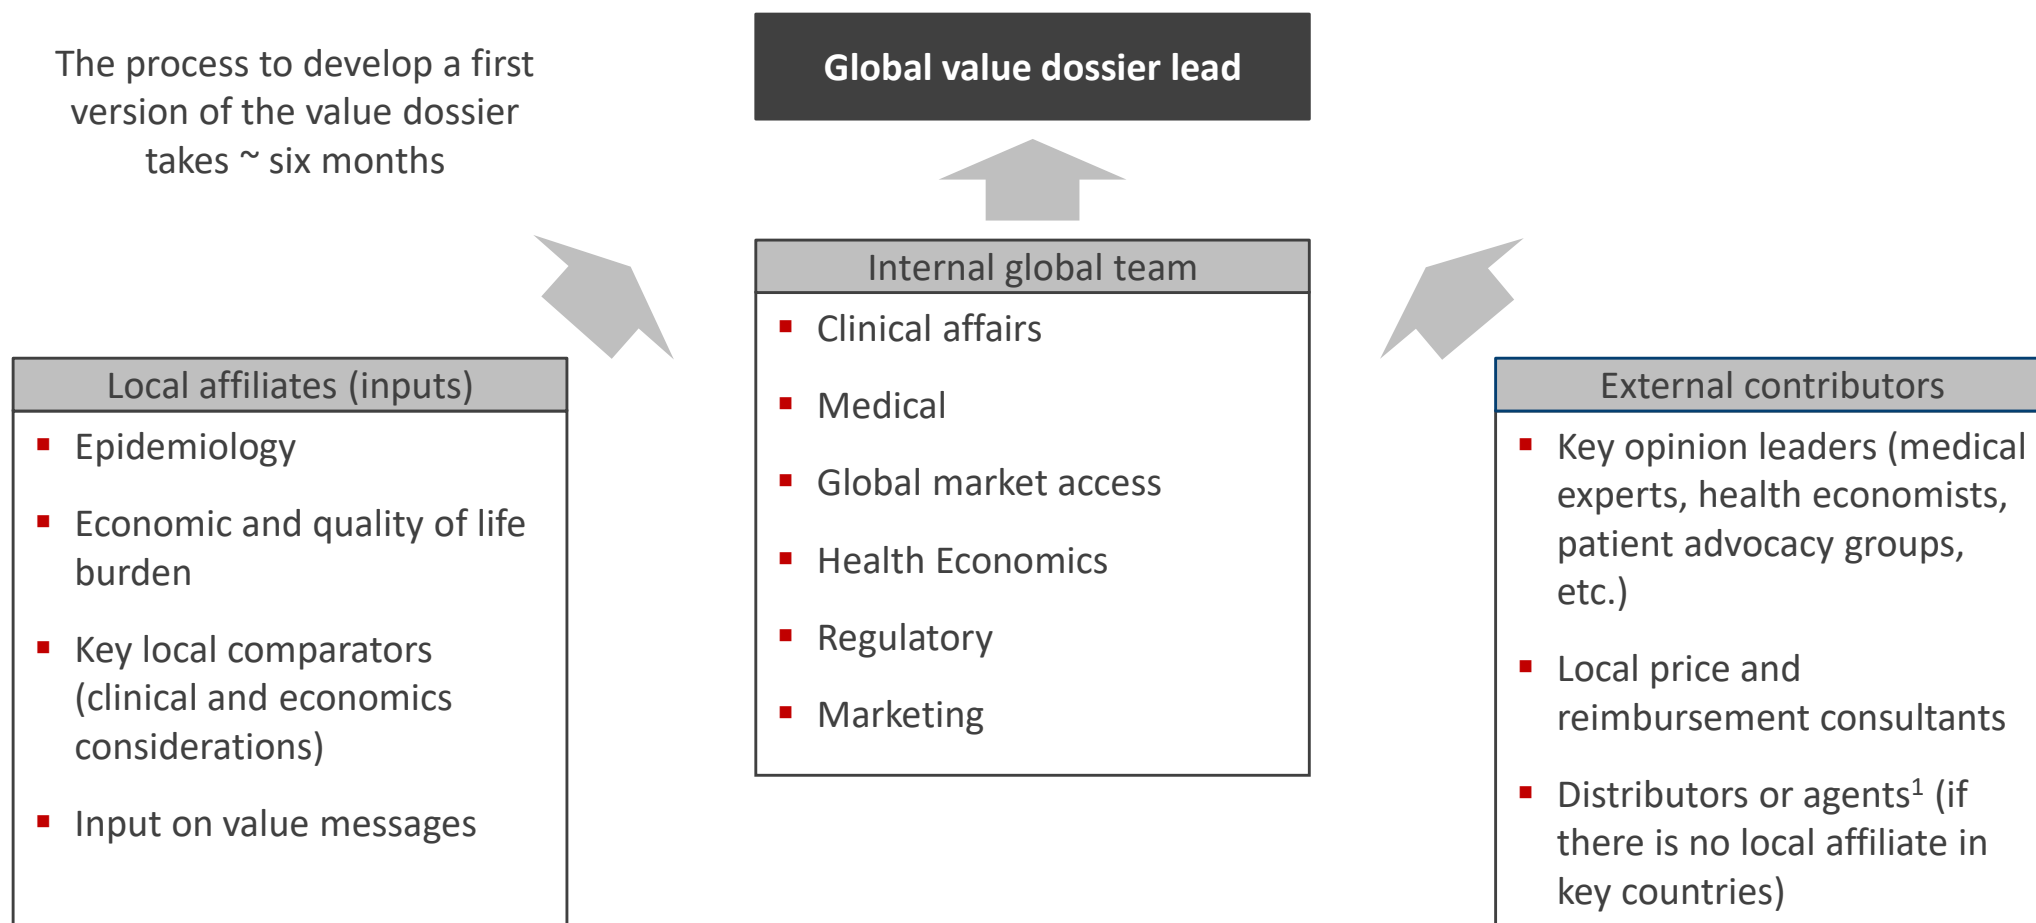 The process to develop a first
version of the value dossier
takes ~ six months
Global value dossier lead
Internal global team
▪ Clinical affairs
▪ Medical
▪ Global market access
▪ Health Economics
▪ Regulatory
▪ Marketing
Local affiliates (inputs)
▪ Epidemiology
▪ Economic and quality of life
burden
▪ Key local comparators
(clinical and economics
considerations)
▪ Input on value messages
External contributors
▪ Key opinion leaders (medical
experts, health economists,
patient advocacy groups,
etc.)
▪ Local price and
reimbursement consultants
▪ Distributors or agents¹ (if
there is no local affiliate in
key countries)